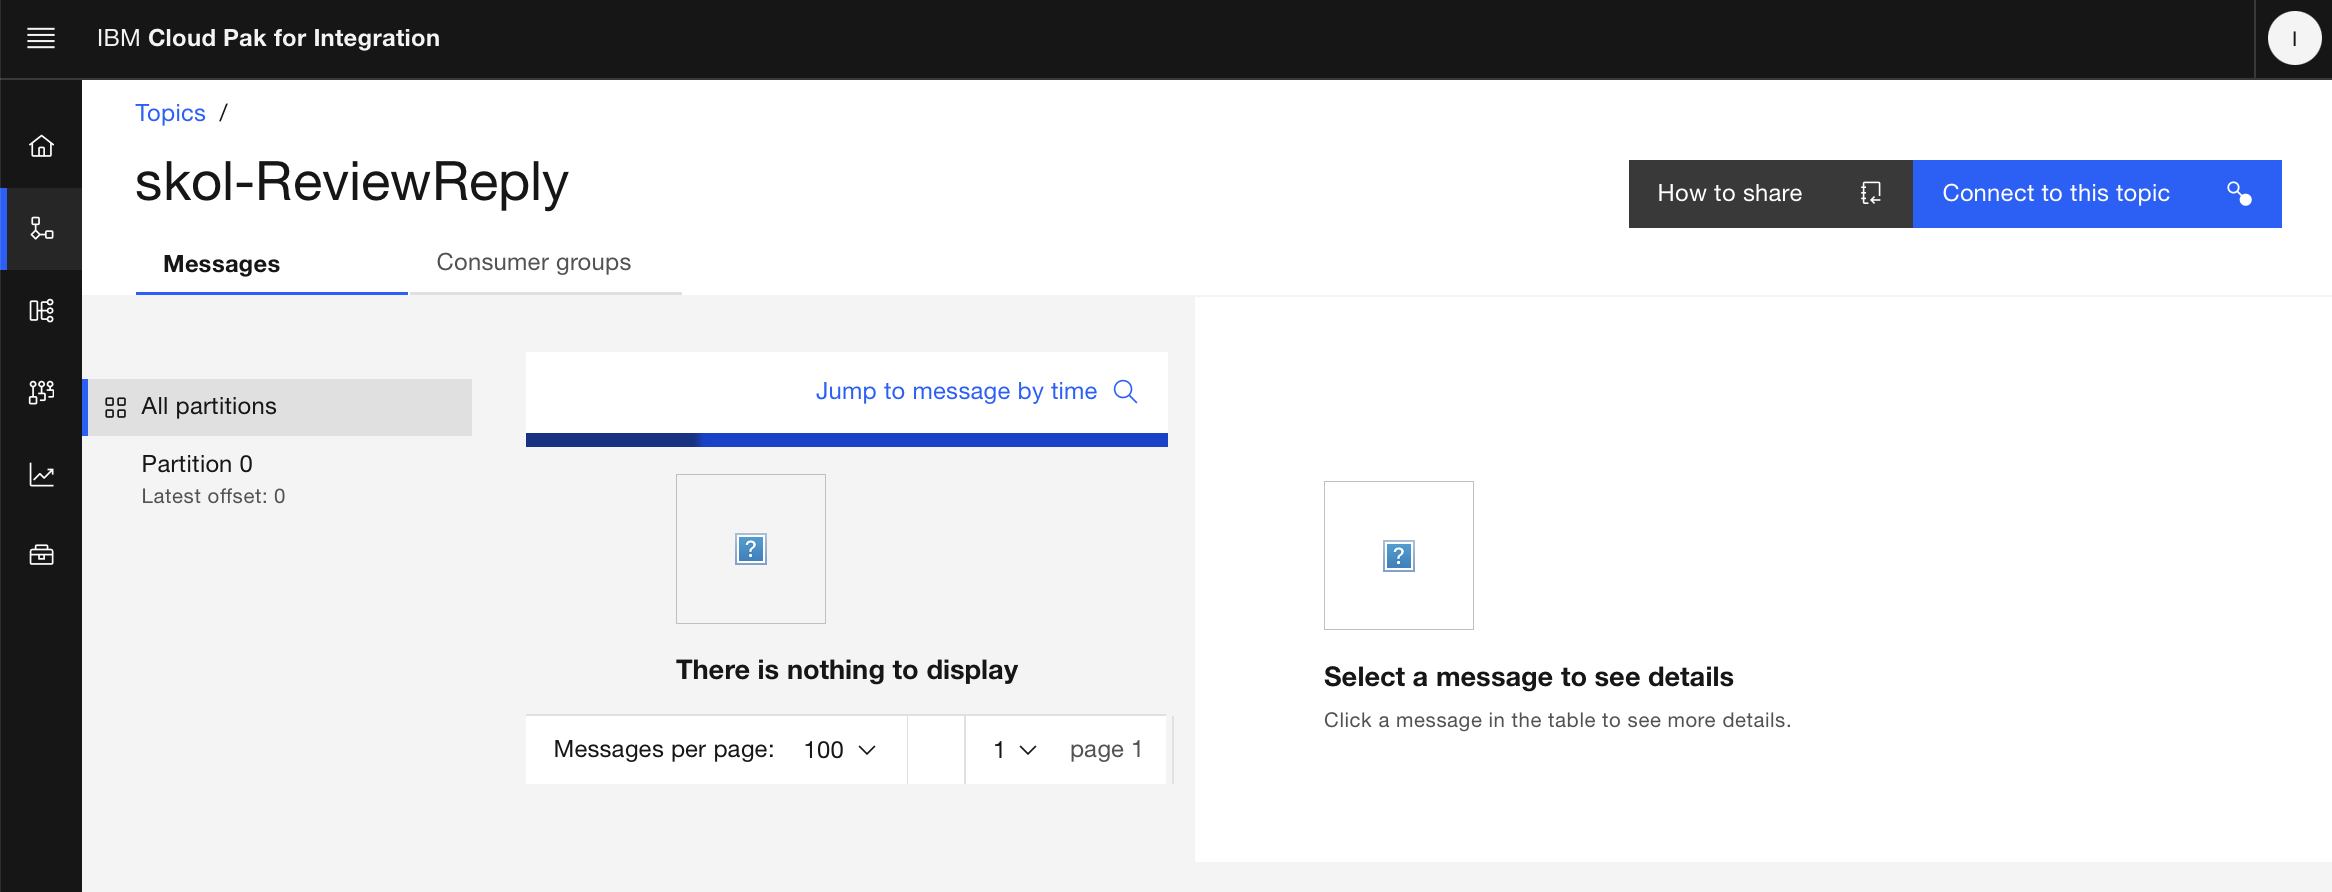 IBM Cloud Pak for Integration
I
Topics /
skol-ReviewReply
How to share
Connect to this topic
Messages
Consumer groups
All partitions
Partition 0
Latest offset: 0
Jump to message by time
There is nothing to display
Messages per page: 100
1
page 1
Select a message to see details
Click a message in the table to see more details.